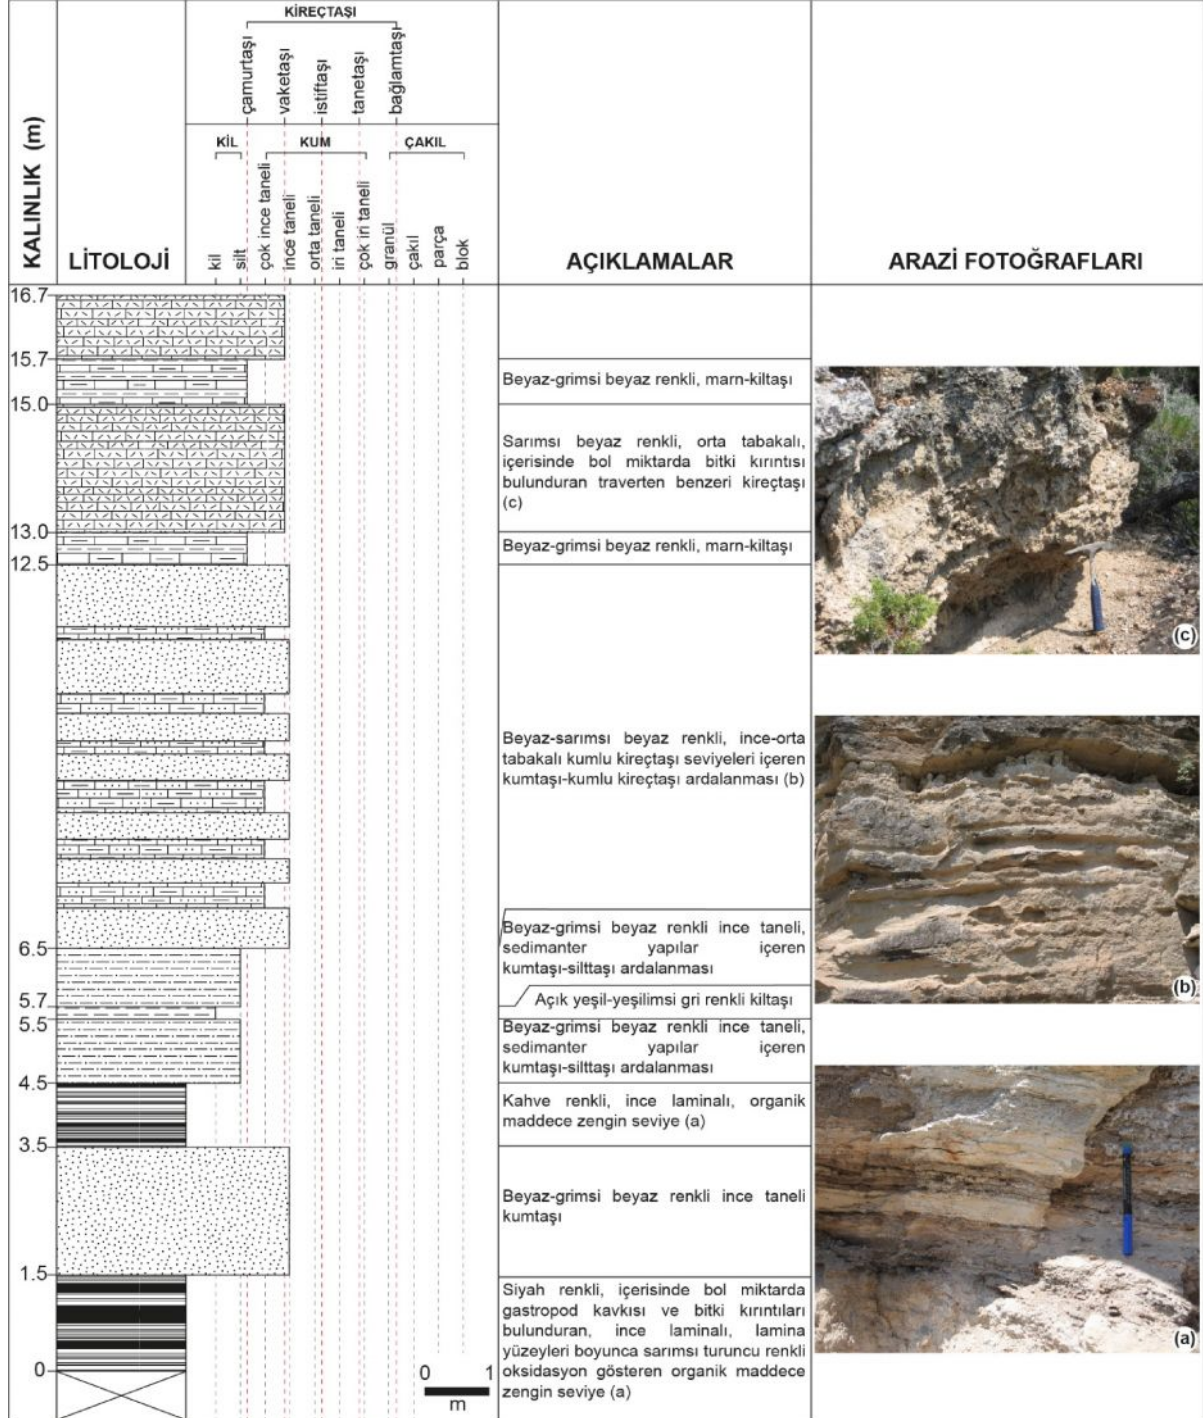 KİREÇTAŞI
çamurtaşı
vaketaşı
istiftaşı
tanetaşı
bağlamtaşı
KİL
KUM
ÇAKIL
kil
silt
çok ince taneli
ince taneli
orta taneli
iri taneli
çok iri taneli
granül
çakıl
parça
blok
KALINLIK (m)
LİTOLOJİ
AÇIKLAMALAR
ARAZİ FOTOĞRAFLARI
16.7
15.7
Beyaz-grimsi beyaz renkli, marn-kiltaşı
15.0
Sarımsı beyaz renkli, orta tabakalı,
içerisinde bol miktarda bitki kırıntısı
bulunduran traverten benzeri kireçtaşı
(c)
13.0
Beyaz-grimsi beyaz renkli, marn-kiltaşı
12.5
(c)
Beyaz-sarımsı beyaz renkli, ince-orta
tabakalı kumlu kireçtaşı seviyeleri içeren
kumtaşı-kumlu kireçtaşı ardalanması (b)
6.5
Beyaz-grimsi beyaz renkli ince taneli,
sedimanter yapılar içeren
kumtaşı-silttaşı ardalanması
(b)
5.7
Açık yeşil-yeşilimsi gri renkli kiltaşı
5.5
Beyaz-grimsi beyaz renkli ince taneli,
sedimanter yapılar içeren
kumtaşı-silttaşı ardalanması
4.5
Kahve renkli, ince laminalı, organik
maddece zengin seviye (a)
3.5
Beyaz-grimsi beyaz renkli ince taneli
kumtaşı
1.5
Siyah renkli, içerisinde bol miktarda
gastropod kavkısı ve bitki kırıntıları
bulunduran, ince laminalı, lamina
yüzeyleri boyunca sarımsı turuncu renkli
oksidasyon gösteren organik maddece
zengin seviye (a)
(a)
0
0 1
m